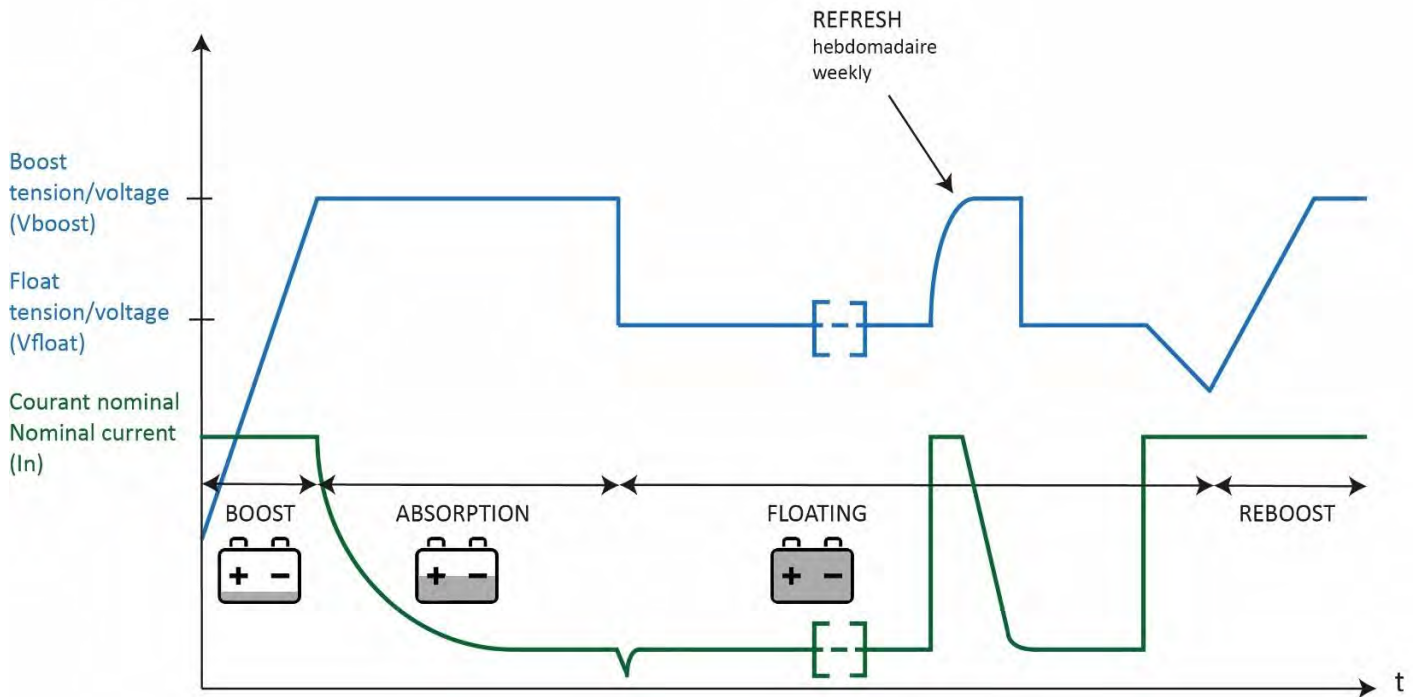 REFRESH
hebdomadaire
weekly
Boost
tension/voltage
(Vboost)
Float
tension/voltage
(Vfloat)
Courant nominal
Nominal current
(In)
BOOST
ABSORPTION
FLOATING
REBOOST
+ -
+ -
+ -
t